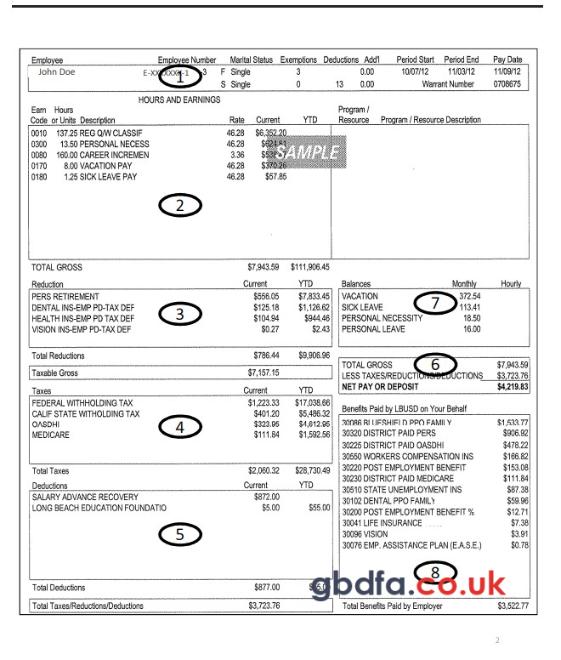 Employee Employee Number Marital Status Exemptions Deductions Addl Period Start Period End Pay Date
John Doe 1 3 F Single 3 0.00 10/07/12 11/03/12 11/09/12
S Single 0 13 0.00 Warrant Number 0708675
HOURS AND EARNINGS
Earn Hours Program /
Code or Units Description Rate Current YTD Resource Program / Resource Description
0010 137.25 REG Q/W CLASSIF 46.28 $6,352.20
0300 13.50 PERSONAL NECESS 46.28
0080 160.00 CAREER INCREMEN 3.36
SAMPLE
0170 8.00 VACATION PAY 46.28
0180 1.25 SICK LEAVE PAY 46.28 $57.85
2
TOTAL GROSS $7,943.59 $111,906.45
Reduction Current YTD
PERS RETIREMENT $556.05 $7,833.45
DENTAL INS-EMP PD-TAX DEF $125.18 $1,126.62
HEALTH INS-EMP PD-TAX DEF $104.94 $944.46
VISION INS-EMP PD-TAX DEF $0.27 $2.43
3
Total Reductions $786.44 $9,906.96
Taxable Gross $7,157.15
Taxes Current YTD
FEDERAL WITHHOLDING TAX $1,223.33 $17,038.66
CALIF STATE WITHHOLDING TAX $401.20 $5,486.32
OASDHI $323.95 $4,612.95
MEDICARE $111.84 $1,592.56
4
Total Taxes $2,060.32 $28,730.49
Deductions Current YTD
SALARY ADVANCE RECOVERY $872.00
LONG BEACH EDUCATION FOUNDATIO $5.00 $55.00
5
Total Deductions $877.00
Total Taxes/Reductions/Deductions $3,723.76
Balances Monthly Hourly
VACATION 372.54
SICK LEAVE 113.41
PERSONAL NECESSITY 18.50
PERSONAL LEAVE 16.00
7
6
TOTAL GROSS $7,943.59
LESS TAXES/REDUCTIONS/DEDUCTIONS $3,723.76
NET PAY OR DEPOSIT $4,219.83
Benefits Paid by LBUSD on Your Behalf
30086 BLUESHIELD PPO FAMILY $1,533.77
30320 DISTRICT PAID PERS $906.92
30225 DISTRICT PAID OASDHI $478.22
30550 WORKERS COMPENSATION INS $166.82
30220 POST EMPLOYMENT BENEFIT $153.08
30230 DISTRICT PAID MEDICARE $111.84
30510 STATE UNEMPLOYMENT INS $87.38
30102 DENTAL PPO FAMILY $59.96
30200 POST EMPLOYMENT BENEFIT % $12.71
30041 LIFE INSURANCE $7.38
30096 VISION $3.91
30076 EMP. ASSISTANCE PLAN (E.A.S.E.) $0.78
8
gbdfa.co.uk
Total Benefits Paid by Employer $3,522.77
2